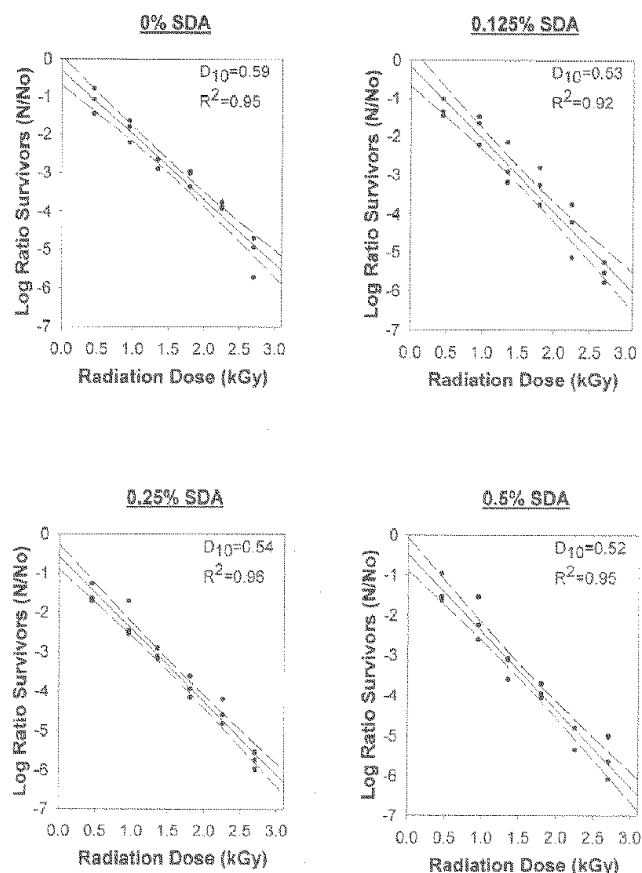 0% SDA
D10=0.59
R2=0.95
Log Ratio Survivors (N/No)
0
-1
-2
-3
-4
-5
-6
-7
0.0 0.5 1.0 1.5 2.0 2.5 3.0
Radiation Dose (kGy)
0.125% SDA
D10=0.53
R2=0.92
Log Ratio Survivors (N/No)
0
-1
-2
-3
-4
-5
-6
-7
0.0 0.5 1.0 1.5 2.0 2.5 3.0
Radiation Dose (kGy)
0.25% SDA
D10=0.54
R2=0.96
Log Ratio Survivors (N/No)
0
-1
-2
-3
-4
-5
-6
-7
0.0 0.5 1.0 1.5 2.0 2.5 3.0
Radiation Dose (kGy)
0.5% SDA
D10=0.52
R2=0.95
Log Ratio Survivors (N/No)
0
-1
-2
-3
-4
-5
-6
-7
0.0 0.5 1.0 1.5 2.0 2.5 3.0
Radiation Dose (kGy)